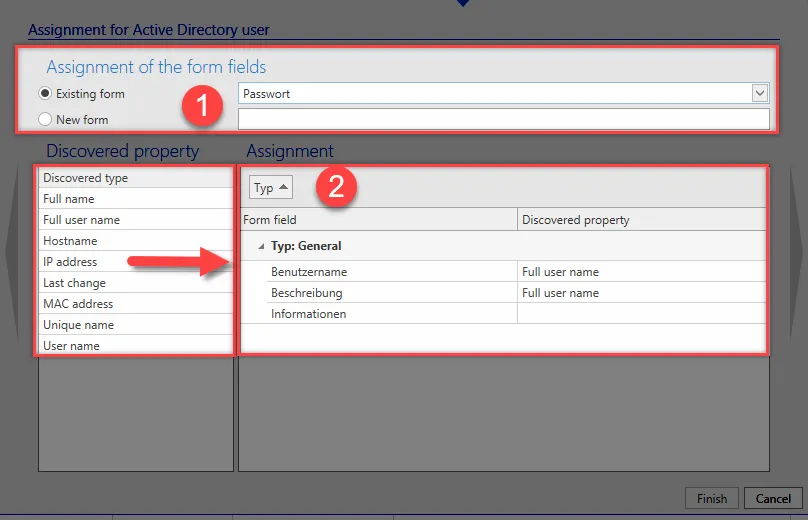 Assignment for Active Directory user
Assignment of the form fields
Existing form
Passwort
1
New form
Discovered property
Assignment
Discovered type
Full name
Full user name
Hostname
IP address
Last change
MAC address
Unique name
User name
Typ
2
Form field
Discovered property
Typ: General
Benutzername
Full user name
Beschreibung
Full user name
Informationen
Finish
Cancel